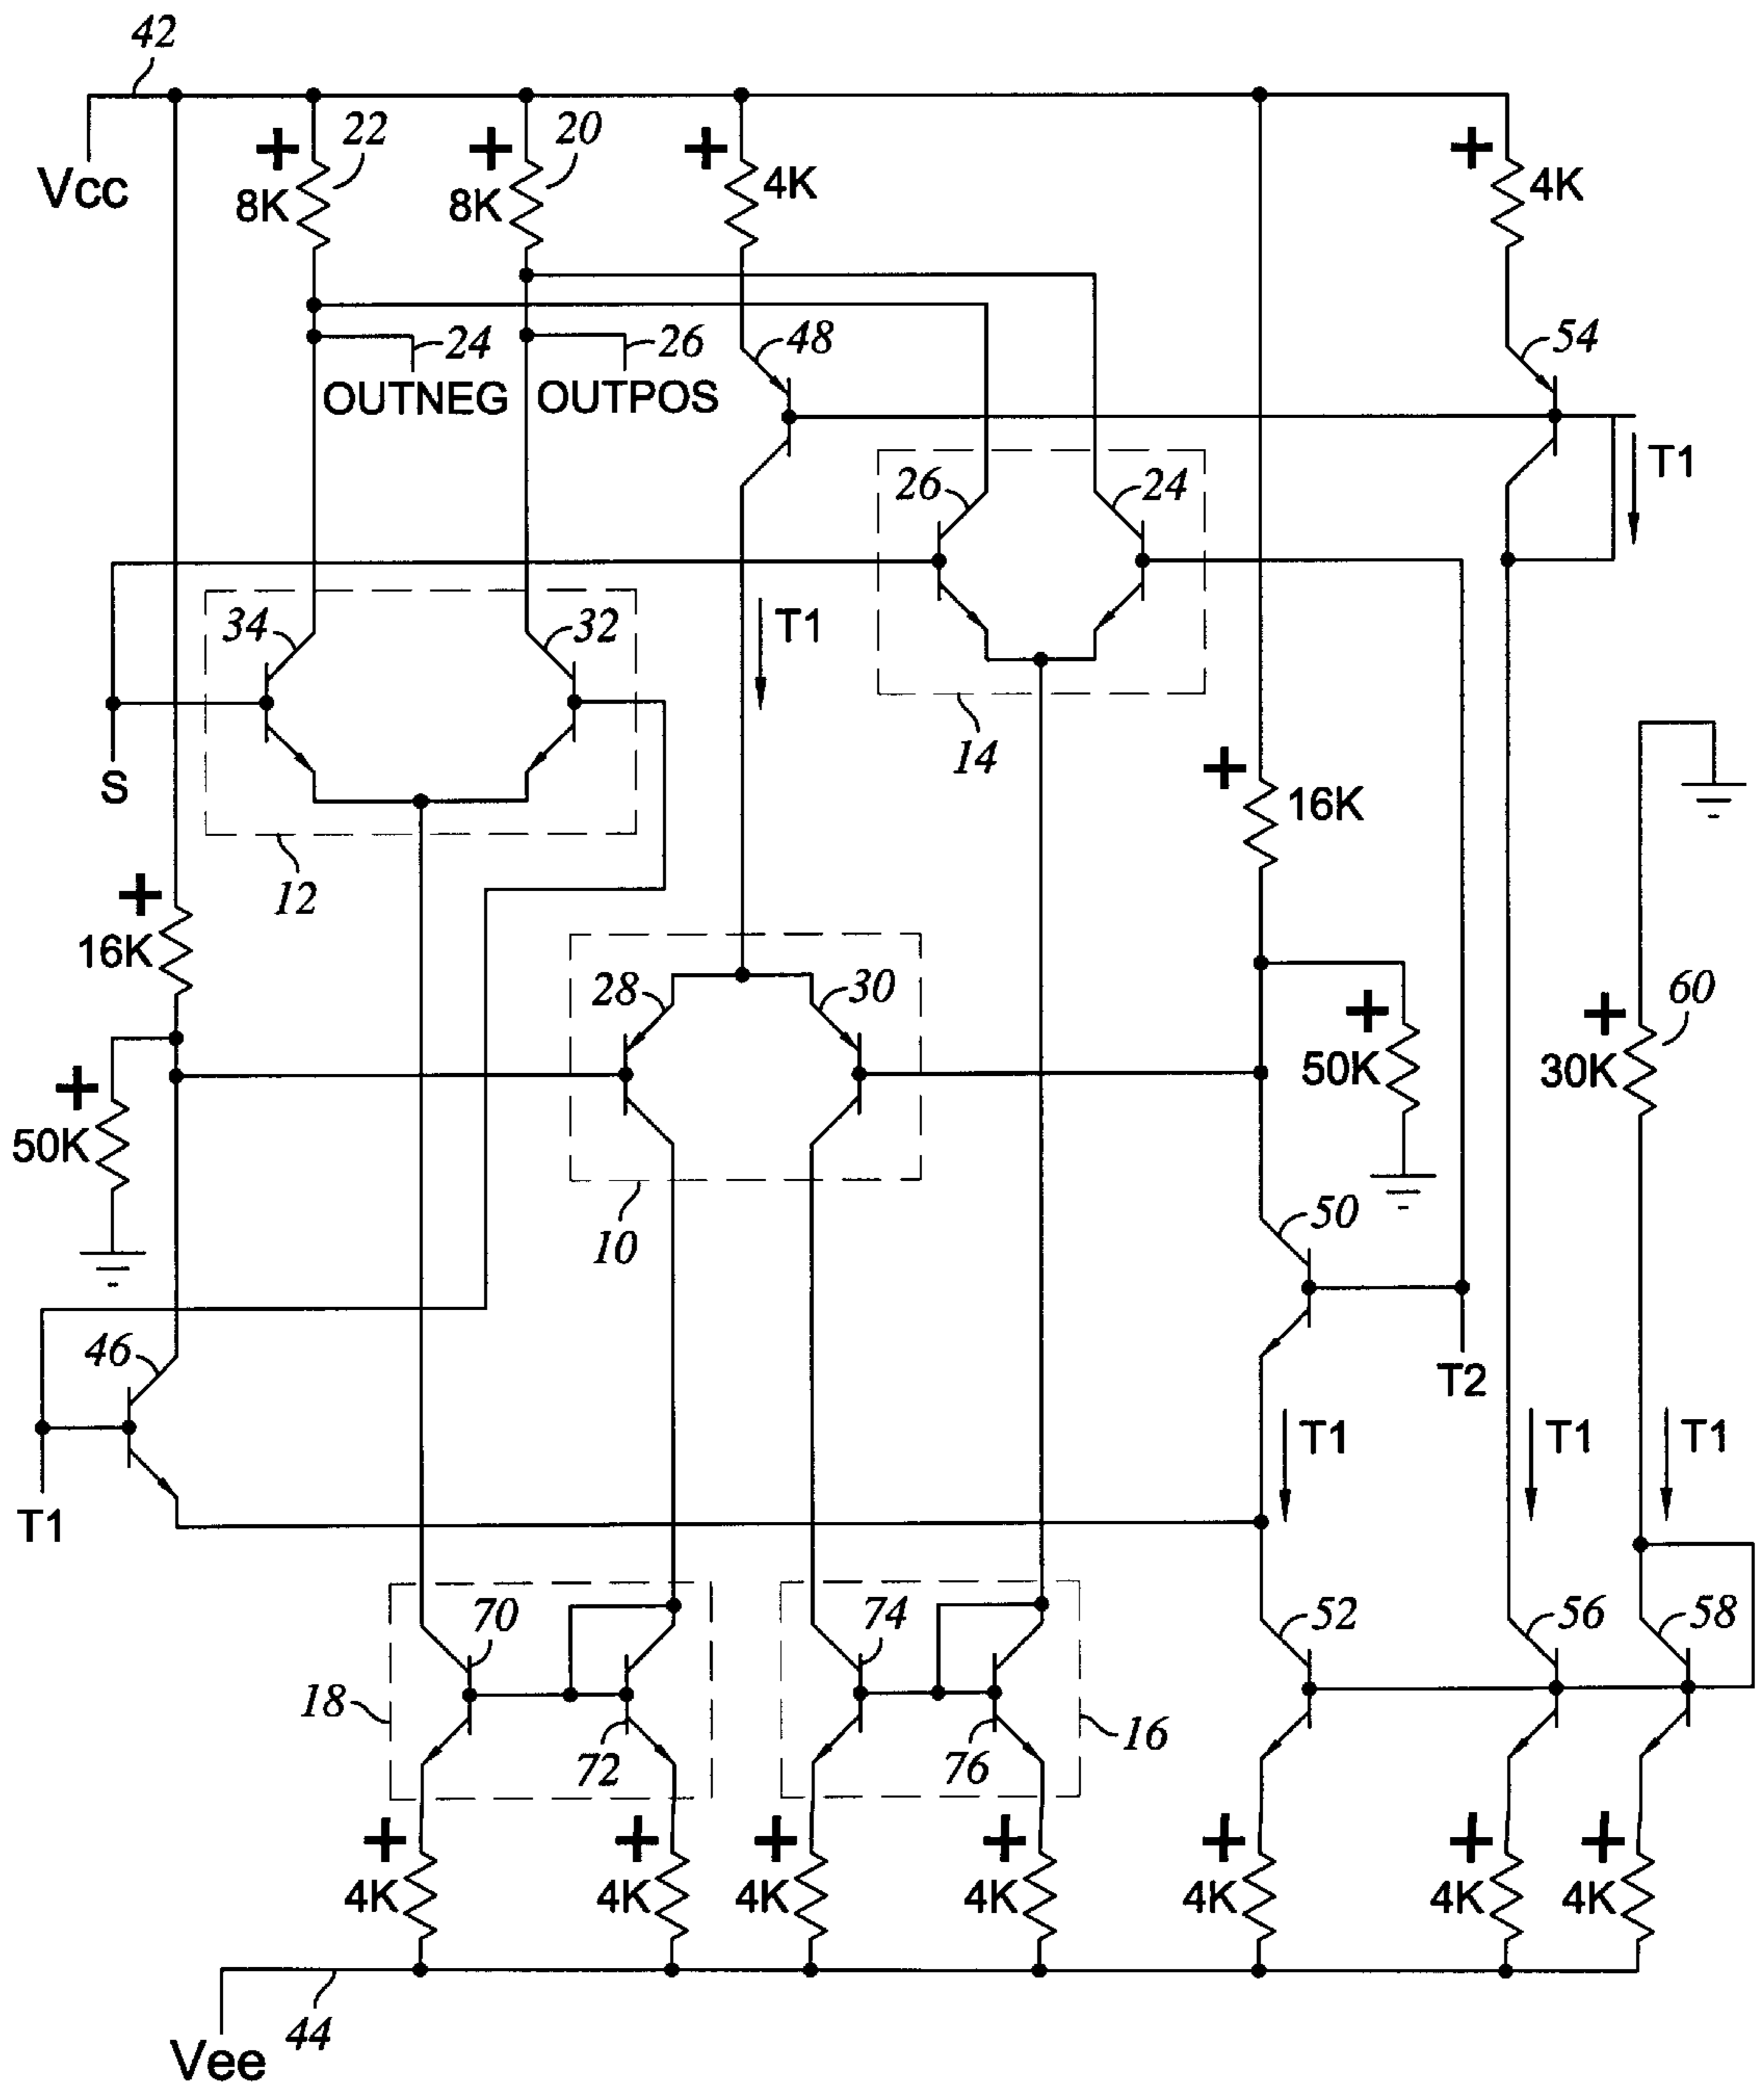 42
Vcc
+ 22
8K
+ 20
8K
+ 4K
+ 4K
24
OUTNEG
26
OUTPOS
48
54
T1
26
24
34
32
T1
14
S
12
+ 16K
+
16K
28
30
+ 60
30K
+
50K
+
50K
10
50
46
T2
T1
T1
T1
T1
70
74
52
56
58
18
72
76
16
+ 4K
+ 4K
+ 4K
+ 4K
+ 4K
+ 4K
+ 4K
44
Vee